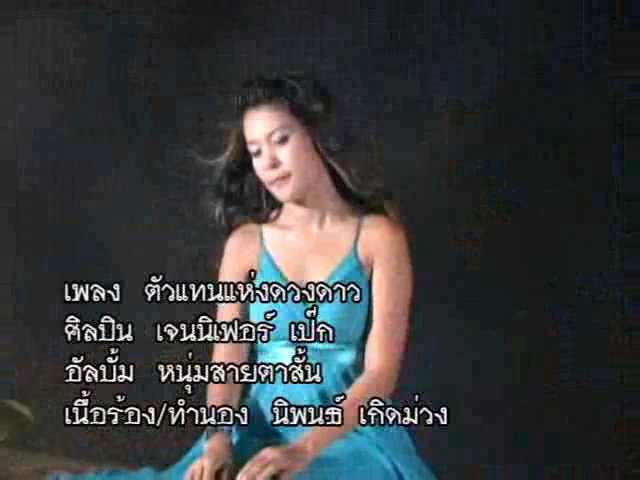 เพลง ตัวแทนแห่งดวงดาว
ศิลปิน เจนนิเฟอร์ เป๊ก
อัลบั้ม หนุ่มสายตาสั้น
เนื้อร้อง/ทำนอง นิพนธ์ เกิดม่วง